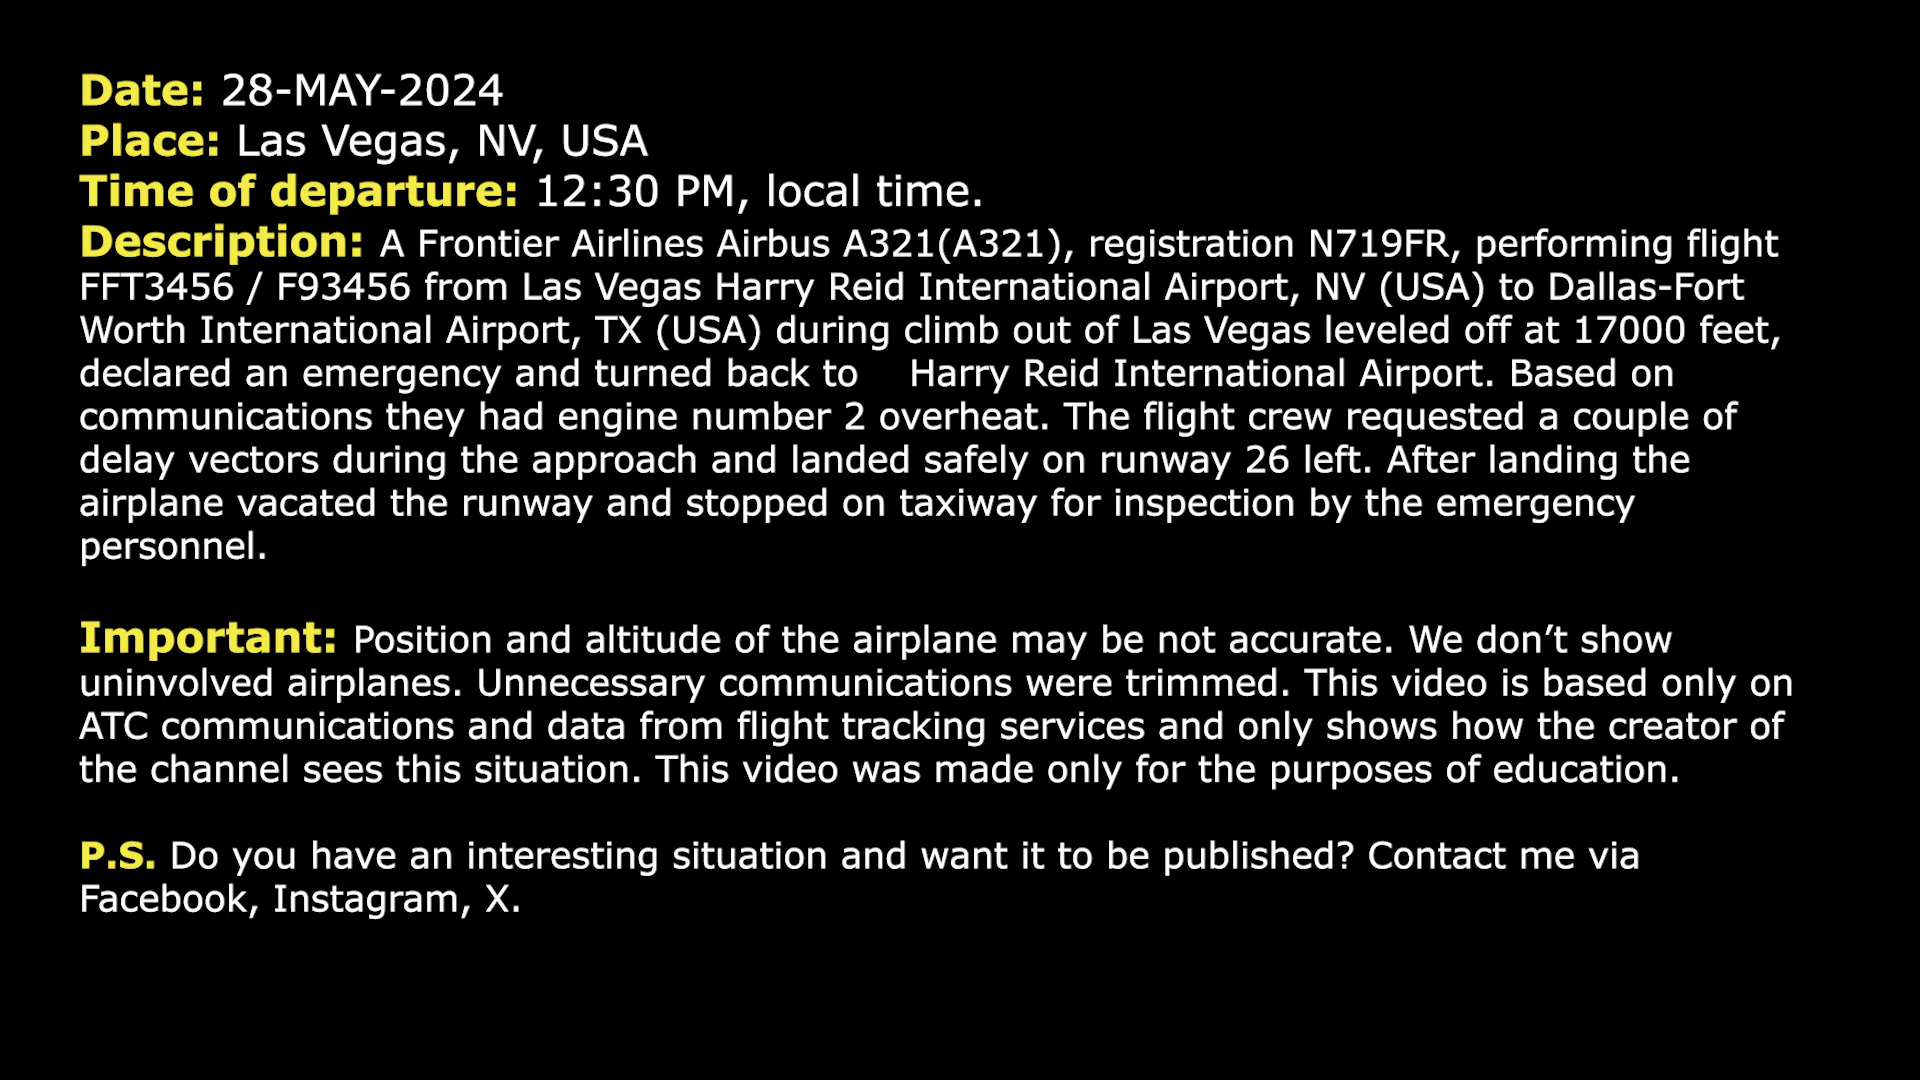 Date: 28-MAY-2024
Place: Las Vegas, NV, USA
Time of departure: 12:30 PM, local time.
Description: A Frontier Airlines Airbus A321(A321), registration N719FR, performing flight
FFT3456 / F93456 from Las Vegas Harry Reid International Airport, NV (USA) to Dallas-Fort
Worth International Airport, TX (USA) during climb out of Las Vegas leveled off at 17000 feet,
declared an emergency and turned back to Harry Reid International Airport. Based on
communications they had engine number 2 overheat. The flight crew requested a couple of
delay vectors during the approach and landed safely on runway 26 left. After landing the
airplane vacated the runway and stopped on taxiway for inspection by the emergency
personnel.
Important: Position and altitude of the airplane may be not accurate. We don’t show
uninvolved airplanes. Unnecessary communications were trimmed. This video is based only on
ATC communications and data from flight tracking services and only shows how the creator of
the channel sees this situation. This video was made only for the purposes of education.
P.S. Do you have an interesting situation and want it to be published? Contact me via
Facebook, Instagram, X.